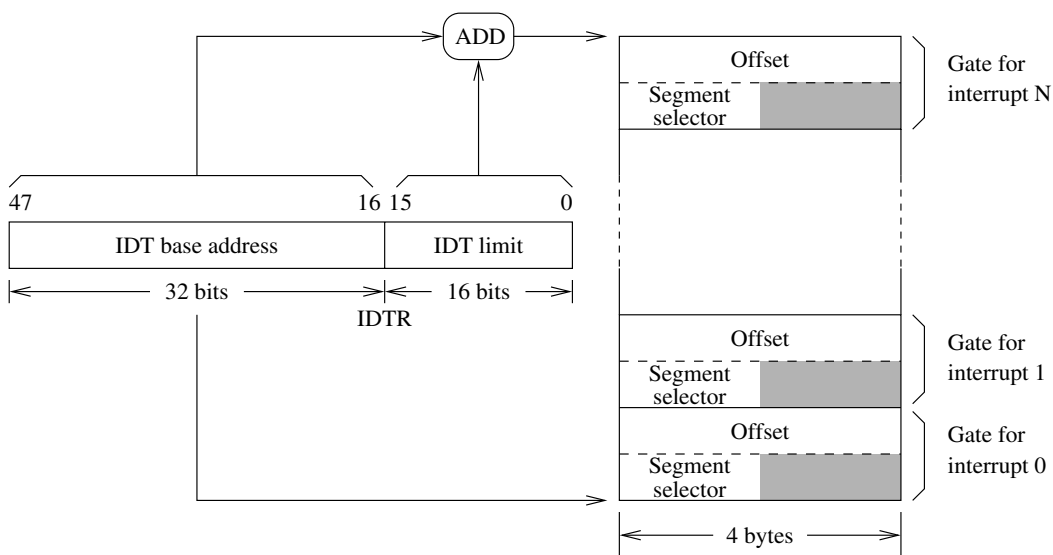 ADD
Offset
Segment
selector
Gate for
interrupt N
47
16
15
0
IDT base address
IDT limit
32 bits
16 bits
IDTR
Offset
Segment
selector
Gate for
interrupt 1
Offset
Segment
selector
Gate for
interrupt 0
4 bytes